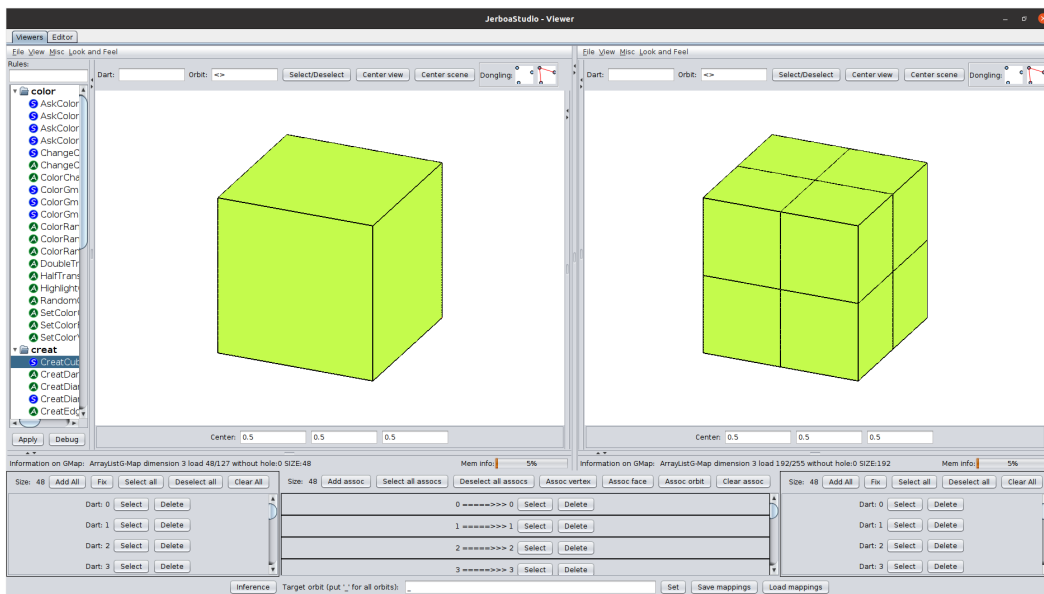 JerboaStudio - Viewer
Viewers Editor
File View Misc Look and Feel
File View Misc Look and Feel
Rules:
Dart: Orbit: <> Select/Deselect Center view Center scene Dongling:
Dart: Orbit: <> Select/Deselect Center view Center scene Dongling:
color
AskColor
AskColor
AskColor
AskColor
ChangeC
ChangeC
ColorCha
ColorGm
ColorGm
ColorGm
ColorRar
ColorRar
ColorRar
DoubleTr
HalfTrans
Highlight
Random
SetColor
SetColor
SetColor
creat
CreatCub
CreatDar
CreatDiar
CreatDiar
CreatEdg
Apply Debug
Center: 0.5 0.5 0.5
Center: 0.5 0.5 0.5
Information on GMap: ArrayListG-Map dimension 3 load 48/127 without hole:0 SIZE:48 Mem info: 5%
Information on GMap: ArrayListG-Map dimension 3 load 192/255 without hole:0 SIZE:192 Mem info: 5%
Size: 48 Add All Fix Select all Deselect all Clear All
Size: 48 Add assoc Select all assocs Deselect all assocs Assoc vertex Assoc face Assoc orbit Clear assoc
Size: 48 Add All Fix Select all Deselect all Clear All
Dart: 0 Select Delete
Dart: 1 Select Delete
Dart: 2 Select Delete
Dart: 3 Select Delete
0 =====>>> 0 Select Delete
1 =====>>> 1 Select Delete
2 =====>>> 2 Select Delete
3 =====>>> 3 Select Delete
Dart: 0 Select Delete
Dart: 1 Select Delete
Dart: 2 Select Delete
Dart: 3 Select Delete
Inference Target orbit (put '_' for all orbits): _ Set Save mappings Load mappings